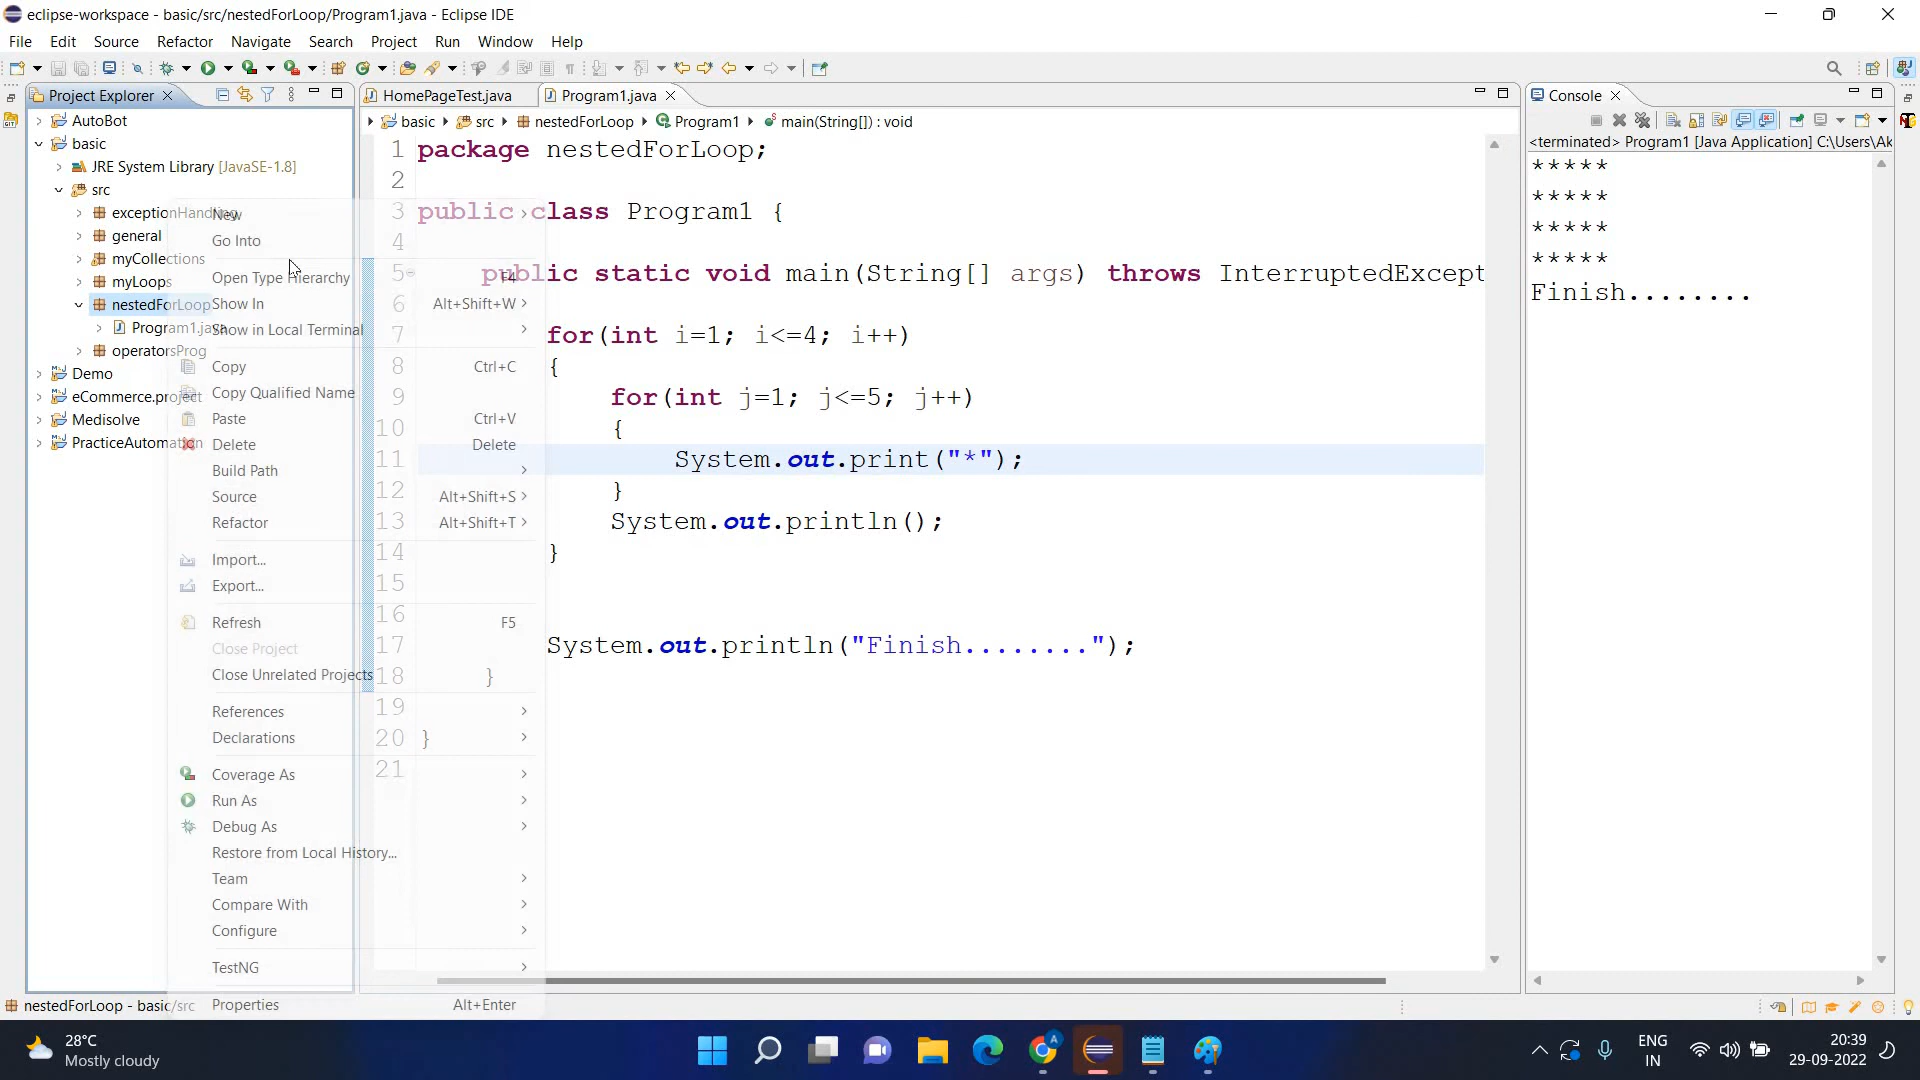 eclipse-workspace - basic/src/nestedForLoop/Program1.java - Eclipse IDE
File Edit Source Refactor Navigate Search Project Run Window Help
Project Explorer
AutoBot
basic
JRE System Library [JavaSE-1.8]
src
exceptionHandling
general
myCollections
myLoops
nestedForLoop
Program1.java
operatorsProg
Demo
eCommerce.project
Medisolve
PracticeAutomation
New
Go Into
Open Type Hierarchy F4
Show In Alt+Shift+W
Show in Local Terminal
Copy Ctrl+C
Copy Qualified Name
Paste Ctrl+V
Delete Delete
Build Path
Source Alt+Shift+S
Refactor Alt+Shift+T
Import...
Export...
Refresh F5
Close Project
Close Unrelated Projects
References
Declarations
Coverage As
Run As
Debug As
Restore from Local History...
Team
Compare With
Configure
TestNG
Properties Alt+Enter
HomePageTest.java Program1.java
basic src nestedForLoop Program1 main(String[]) : void
1 package nestedForLoop;
2
3 public class Program1 {
4
5 public static void main(String[] args) throws InterruptedExcept
6
7 for(int i=1; i<=4; i++)
8 {
9 for(int j=1; j<=5; j++)
10 {
11 System.out.print("*");
12 }
13 System.out.println();
14 }
15
16
17 System.out.println("Finish........");
18 }
19
20 }
21
Console
<terminated> Program1 [Java Application] C:\Users\Ak
*****
*****
*****
*****
Finish........
nestedForLoop - basic/src
28°C
Mostly cloudy
ENG
IN
20:39
29-09-2022